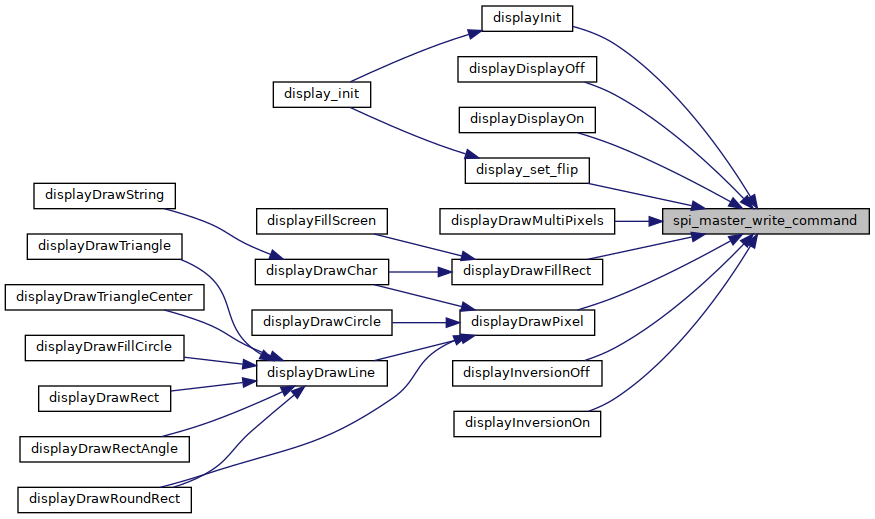 displayInit
displayDisplayOff
display_init
displayDisplayOn
display_set_flip
displayDrawString
displayFillScreen
displayDrawMultiPixels
spi_master_write_command
displayDrawTriangle
displayDrawChar
displayDrawFillRect
displayDrawTriangleCenter
displayDrawCircle
displayDrawPixel
displayDrawFillCircle
displayDrawLine
displayInversionOff
displayDrawRect
displayInversionOn
displayDrawRectAngle
displayDrawRoundRect